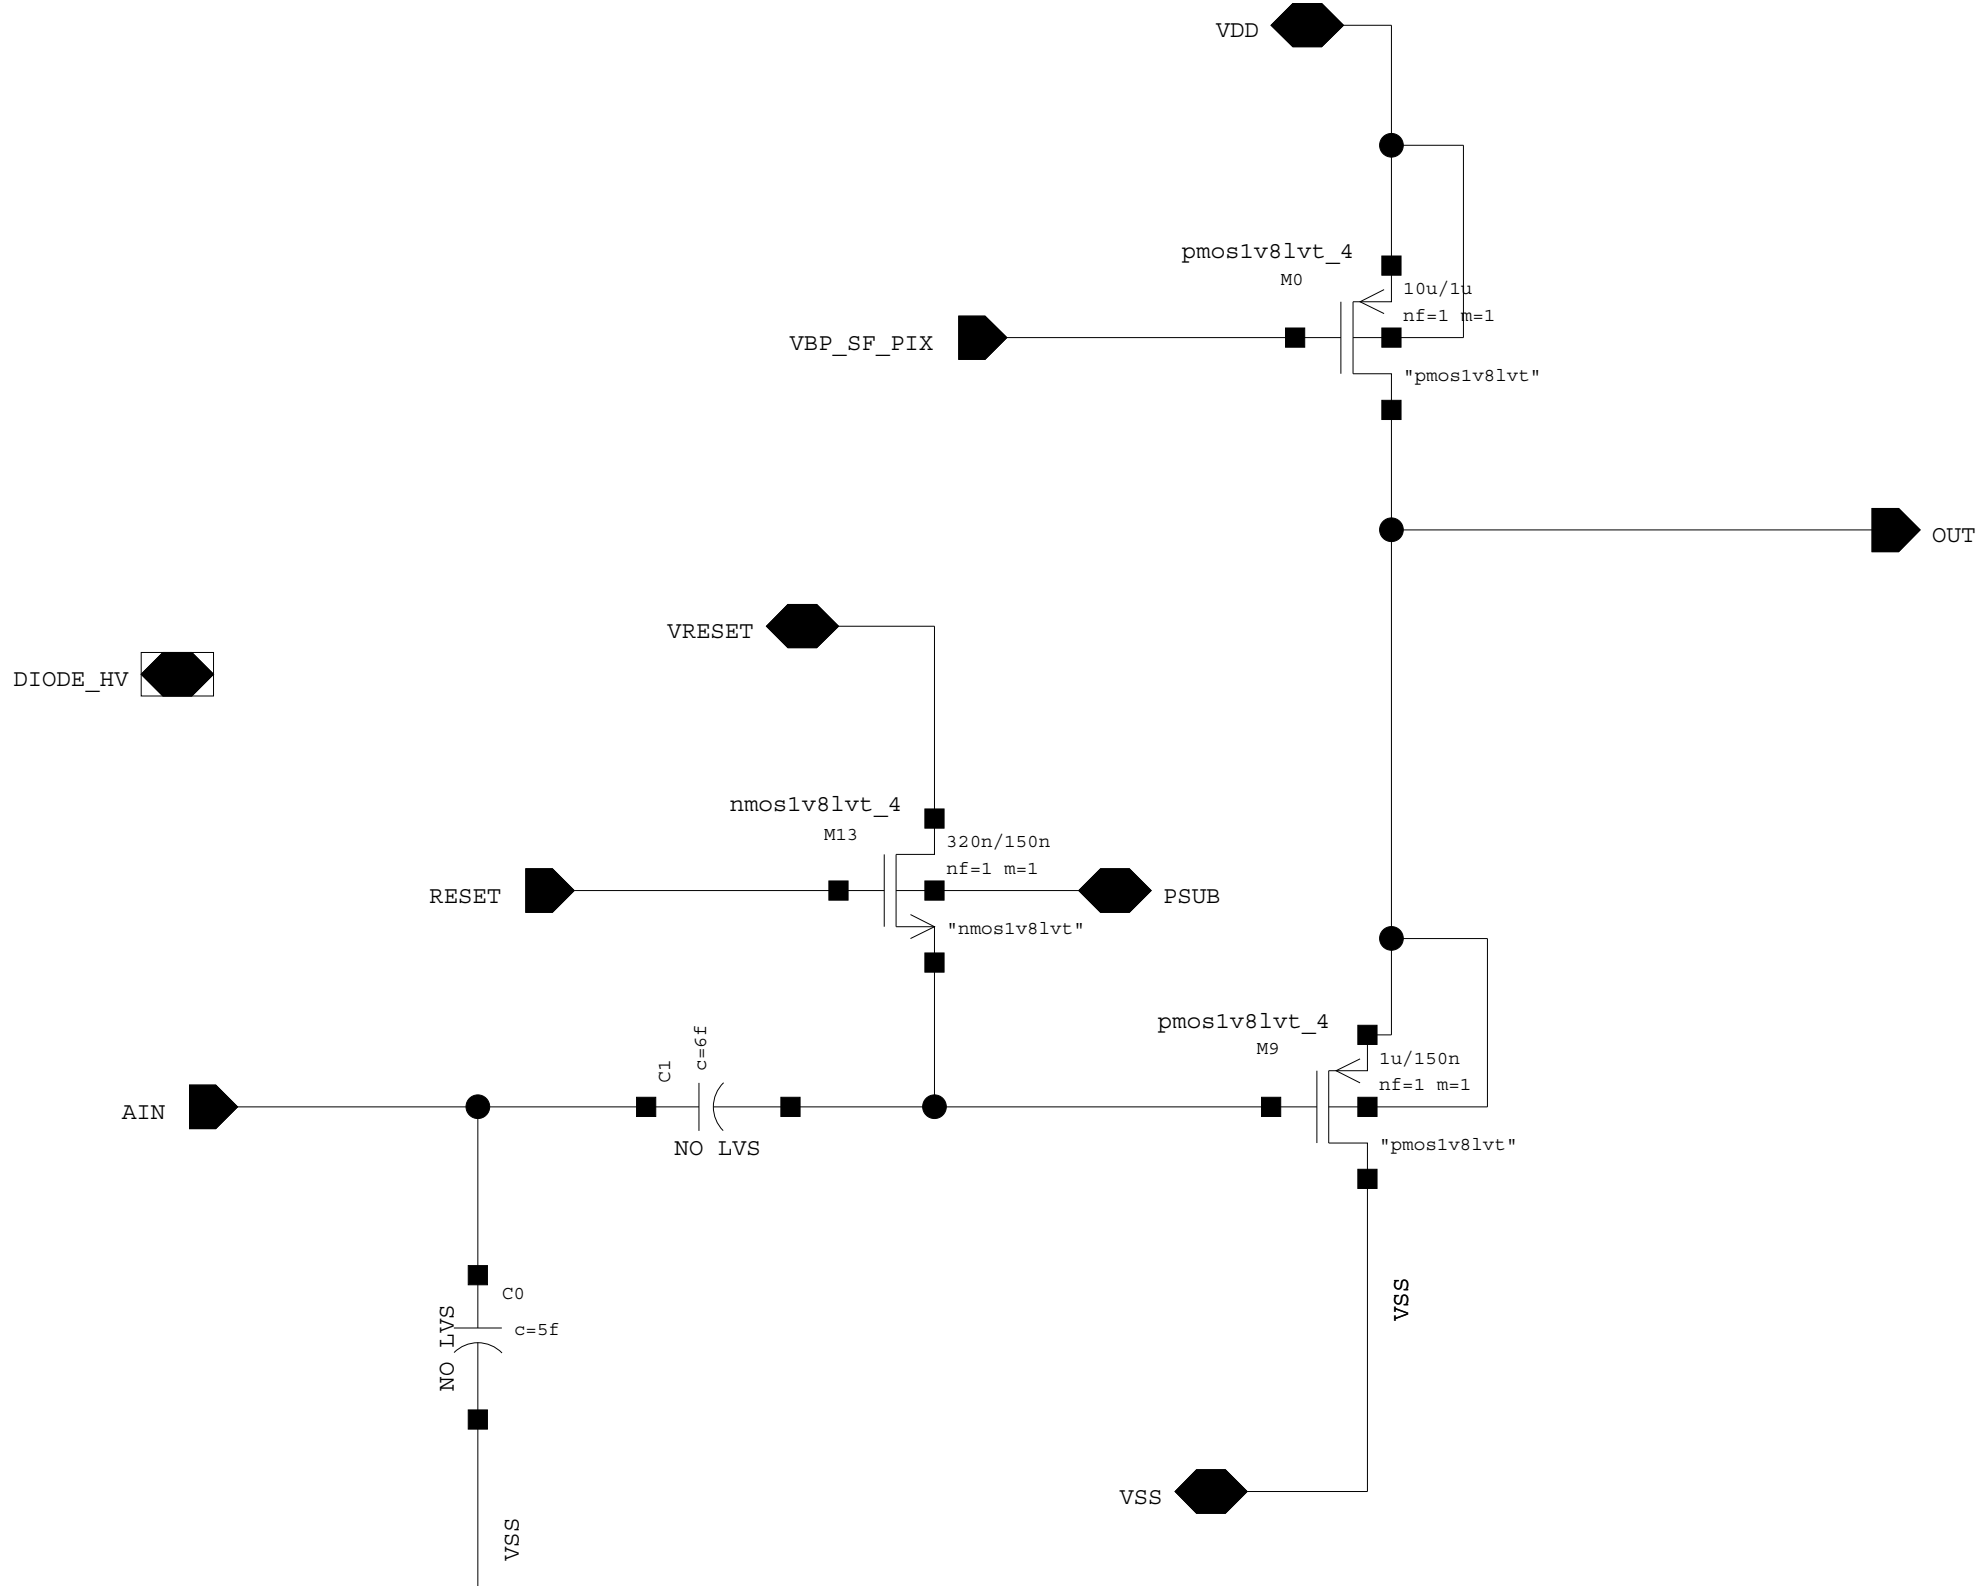 VDD
pmos1v8lvt_4
M0
10u/1u
nf=1 m=1
VBP_SF_PIX
"pmos1v8lvt"
OUT
VRESET
DIODE_HV
nmos1v8lvt_4
M13
320n/150n
nf=1 m=1
RESET
PSUB
"nmos1v8lvt"
pmos1v8lvt_4
M9
1u/150n
nf=1 m=1
C1
c=6f
AIN
NO LVS
"pmos1v8lvt"
C0
c=5f
NO LVS
VSS
VSS
VSS